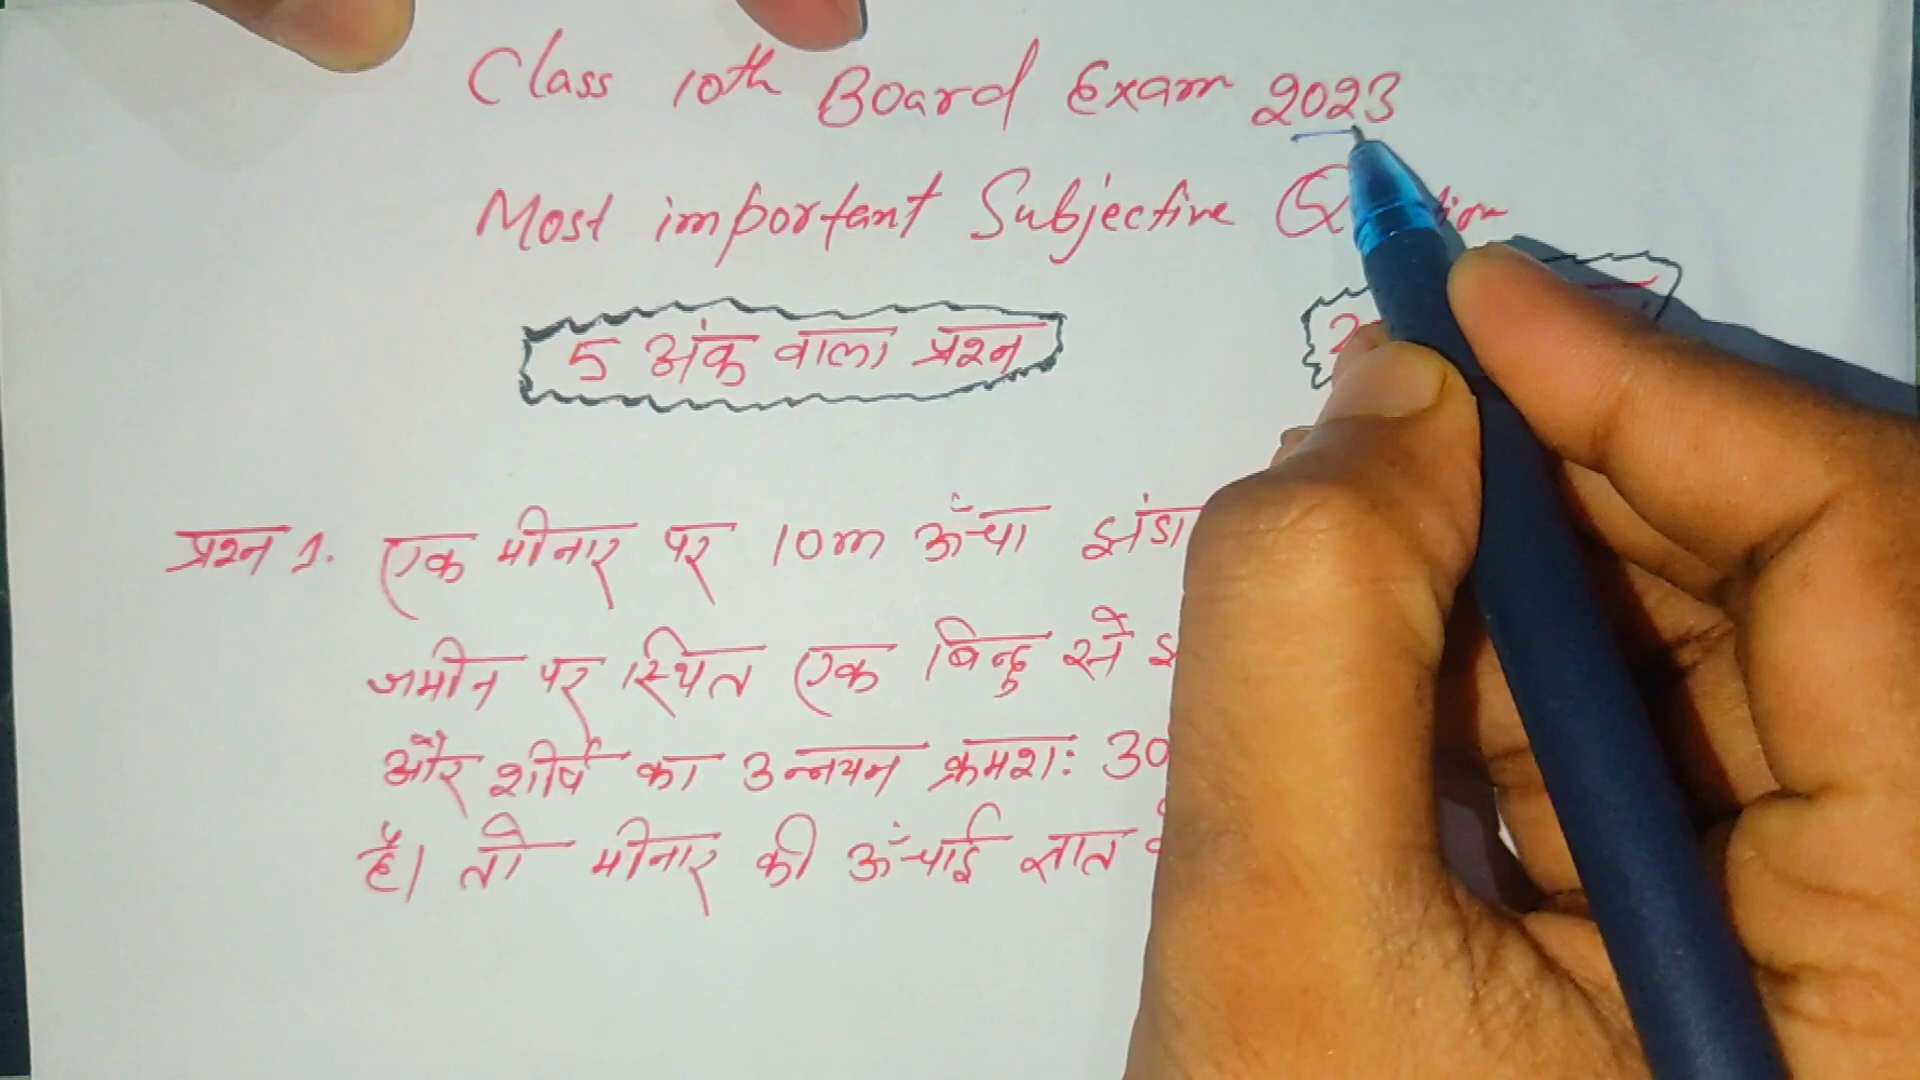 Class 10th Board Exam 2023
Most important Subjective
5 अंक वाला प्रश्न
प्रश्न 1. एक मीनार पर 10m ऊँचा झंडा
जमीन पर स्थित एक बिन्दु से
और शीर्ष का उन्नयन क्रमशः 30
है। तो मीनार की ऊँचाई ज्ञात